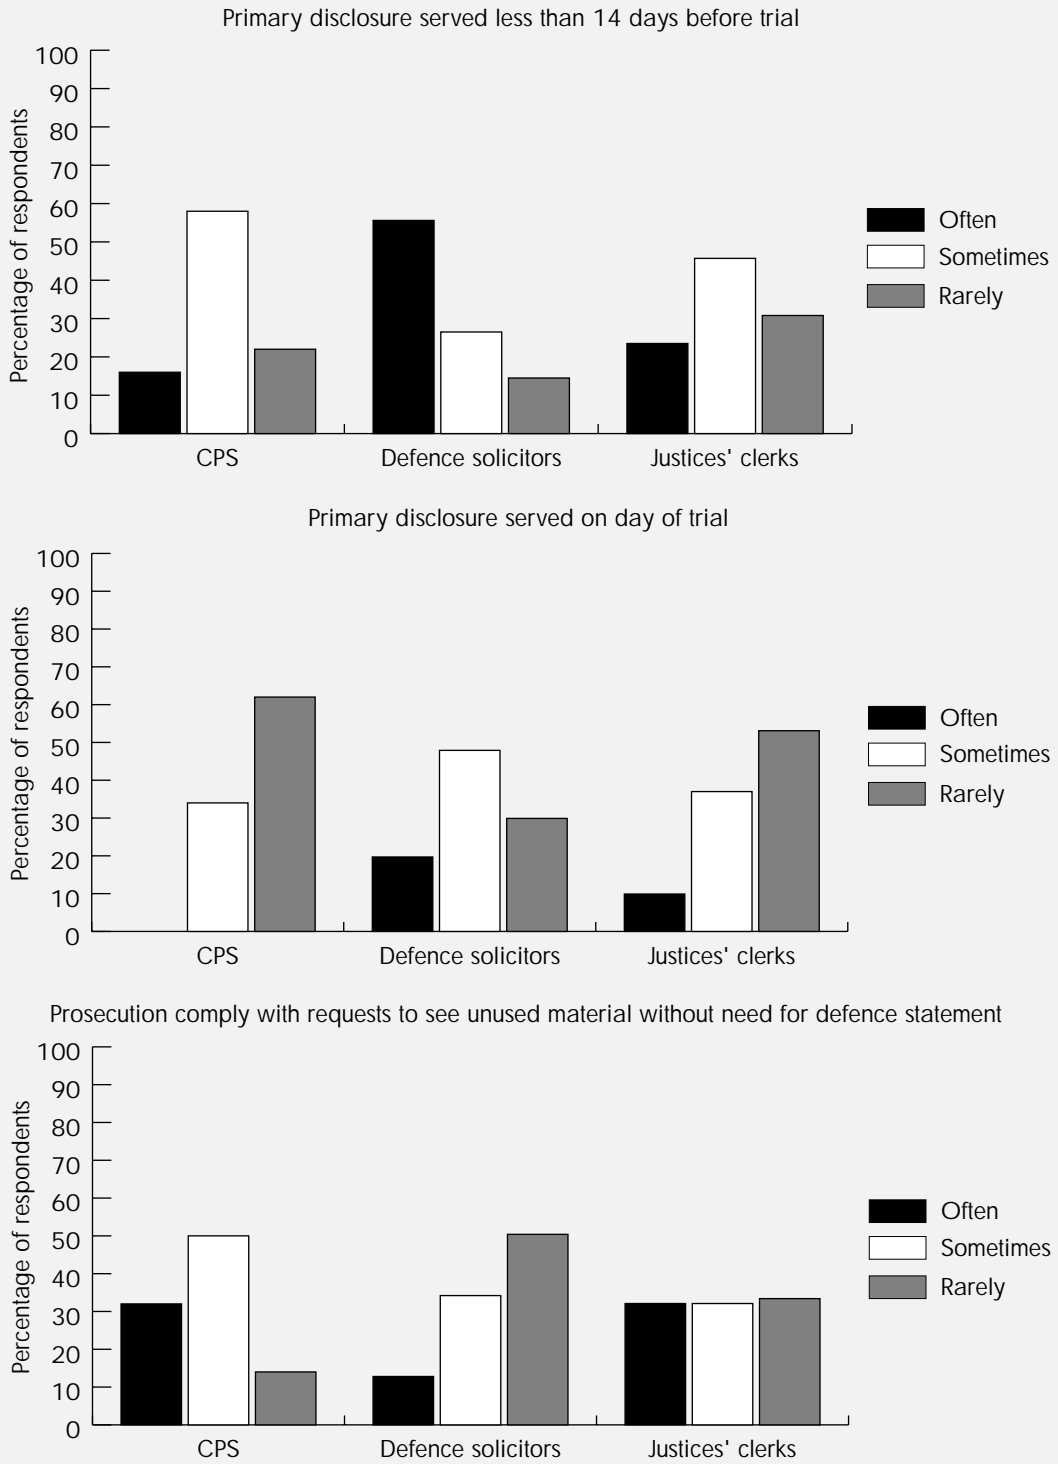 Primary disclosure served less than 14 days before trial
Percentage of respondents
100
90
80
70
60
50
40
30
20
10
0
CPS Defence solicitors Justices' clerks
Often
Sometimes
Rarely
Primary disclosure served on day of trial
Percentage of respondents
100
90
80
70
60
50
40
30
20
10
0
CPS Defence solicitors Justices' clerks
Often
Sometimes
Rarely
Prosecution comply with requests to see unused material without need for defence statement
Percentage of respondents
100
90
80
70
60
50
40
30
20
10
0
CPS Defence solicitors Justices' clerks
Often
Sometimes
Rarely